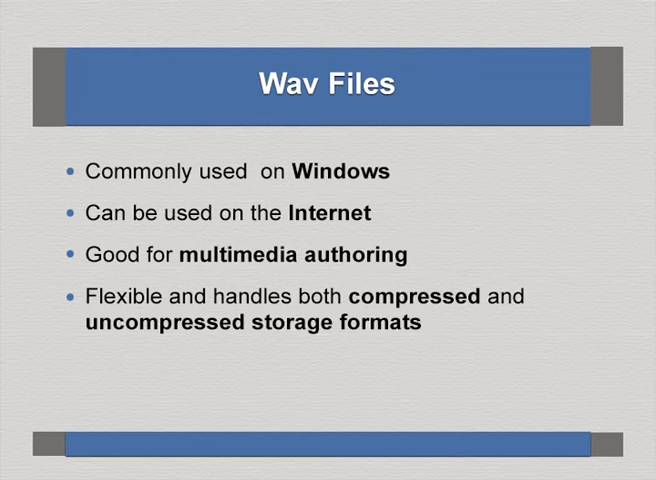 Wav Files
Commonly used  on Windows
Can be used on the Internet
Good for multimedia authoring
Flexible and handles both compressed and
uncompressed storage formats